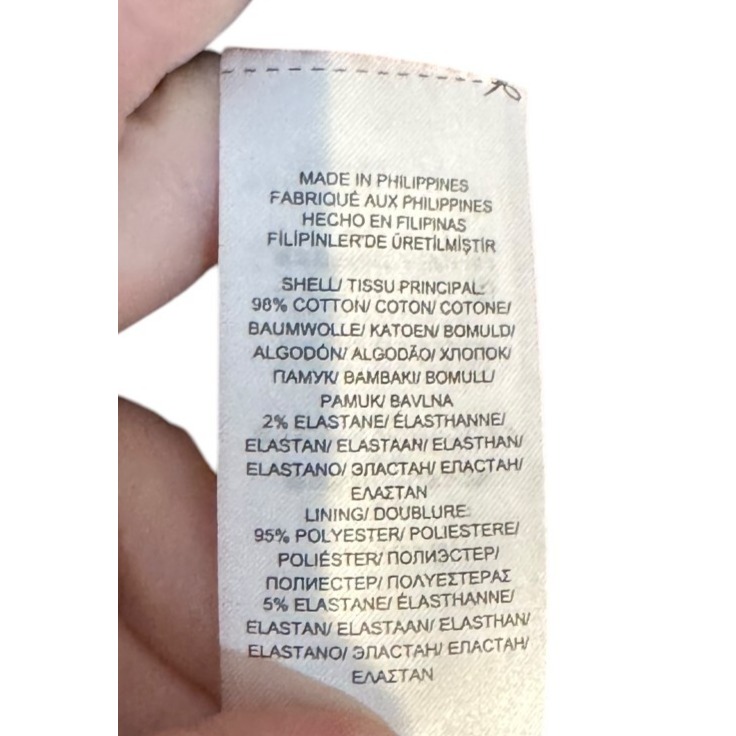 MADE IN PHILIPPINES
FABRIQUÉ AUX PHILIPPINES
HECHO EN FILIPINAS
FİLİPİNLER'DE ÜRETİLMİŞTİR
SHELL/ TISSU PRINCIPAL:
98% COTTON/ COTON/ COTONE/
BAUMWOLLE/ KATOEN/ BOMULD/
ALGODÓN/ ALGODÃO/ ХЛОПОК/
ПАМУК/ BAMBAKI/ BOMULL/
PAMUK/ BAVLNA
2% ELASTANE/ ÉLASTHANNE/
ELASTAN/ ELASTAAN/ ELASTHAN/
ELASTANO/ ЭЛАСТАН/ ЕЛАСТАН/
ΕΛΑΣΤΑΝ
LINING/ DOUBLURE:
95% POLYESTER/ POLIESTERE/
POLIÉSTER/ ПОЛИЭСТЕР/
ПОЛИЕСТЕР/ ΠΟΛΥΕΣΤΕΡΑΣ
5% ELASTANE/ ÉLASTHANNE/
ELASTAN/ ELASTAAN/ ELASTHAN/
ELASTANO/ ЭЛАСТАН/ ЕЛАСТАН/
ΕΛΑΣΤΑΝ